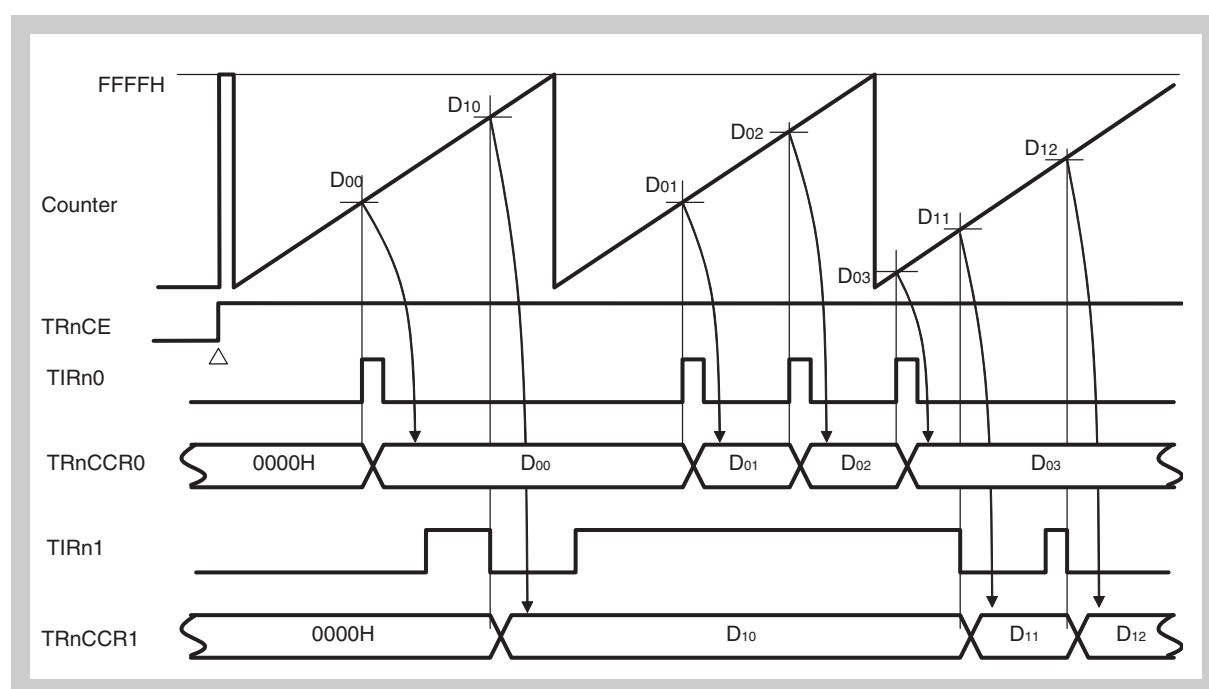 FFFFH
D10
D02
D12
D00
D01
Counter
D11
D03
TRnCE
TIRn0
TRnCCR0
0000H
D00
D01
D02
D03
TIRn1
TRnCCR1
0000H
D10
D11
D12